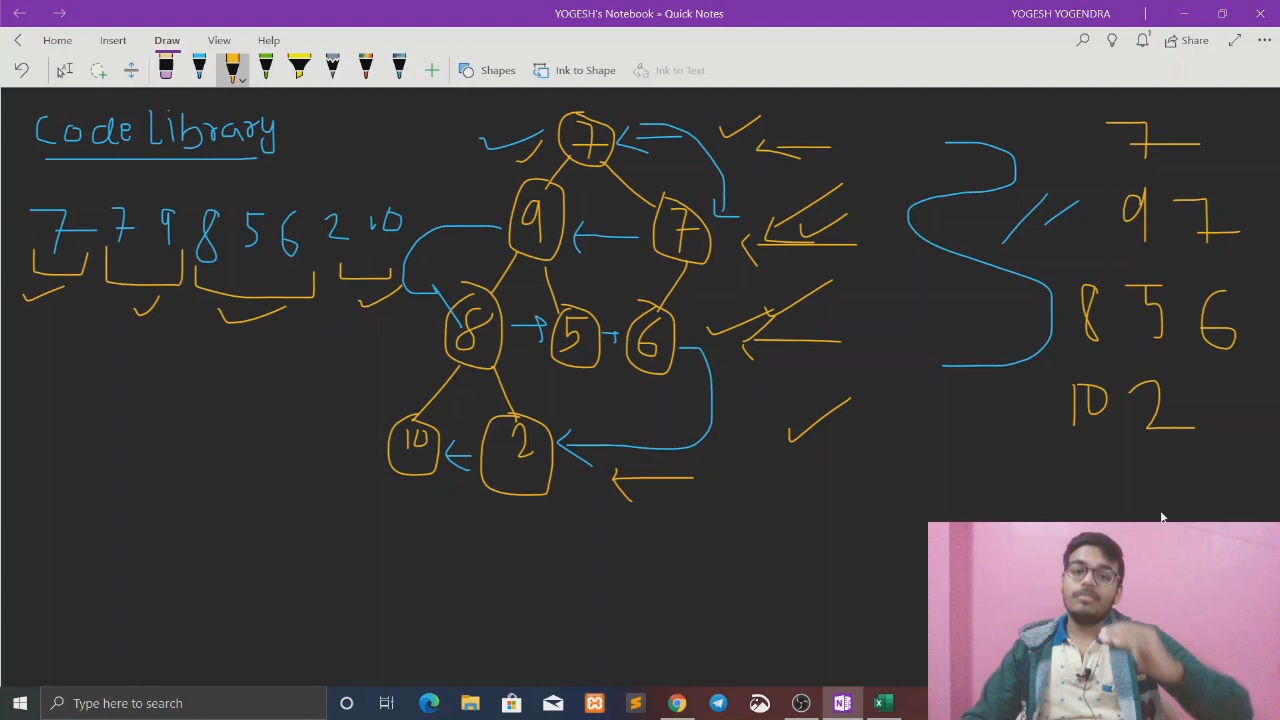 YOGESH's Notebook » Quick Notes
YOGESH YOGENDRA
Home Insert Draw View Help
1
Share
Shapes
Ink to Shape
Ink to Text
Code Library
7 7 9 8 5 6 2 10
7
9 7
8 5 6
10 2
7
9 7
8 5 6
10 2
Type here to search